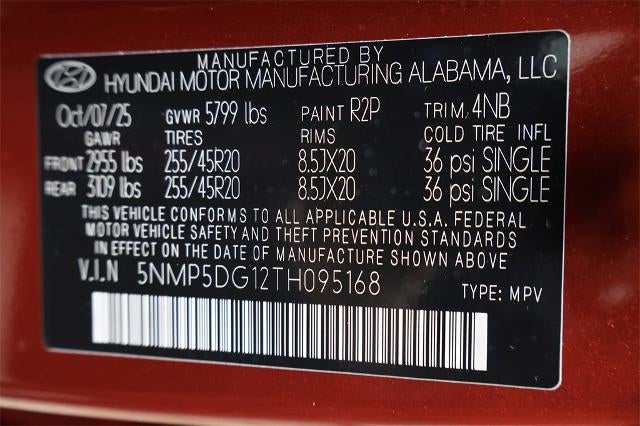 MANUFACTURED BY
HYUNDAI MOTOR MANUFACTURING ALABAMA, LLC
Oct/07/25 GVWR 5799 lbs PAINT R2P TRIM 4NB
GAWR TIRES RIMS COLD TIRE INFL
FRONT 2955 lbs 255/45R20 8.5JX20 36 psi SINGLE
REAR 3109 lbs 255/45R20 8.5JX20 36 psi SINGLE
THIS VEHICLE CONFORMS TO ALL APPLICABLE U.S.A. FEDERAL
MOTOR VEHICLE SAFETY AND THEFT PREVENTION STANDARDS
IN EFFECT ON THE DATE OF MANUFACTURE SHOWN ABOVE.
V.I.N 5NMP5DG12TH095168 TYPE: MPV